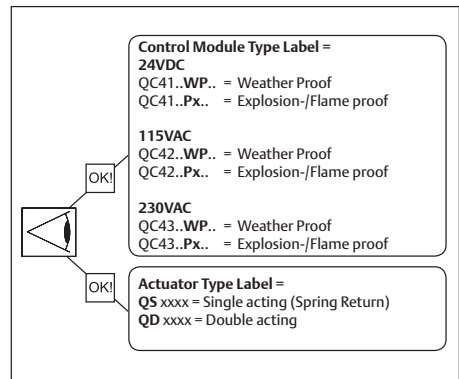 Control Module Type Label =
24VDC
QC41..WP.. = Weather Proof
QC41..Px.. = Explosion-/Flame proof
115VAC
QC42..WP.. = Weather Proof
QC42..Px.. = Explosion-/Flame proof
230VAC
QC43..WP.. = Weather Proof
QC43..Px.. = Explosion-/Flame proof
OK!
OK!
Actuator Type Label =
QS xxxx = Single acting (Spring Return)
QD xxxx = Double acting